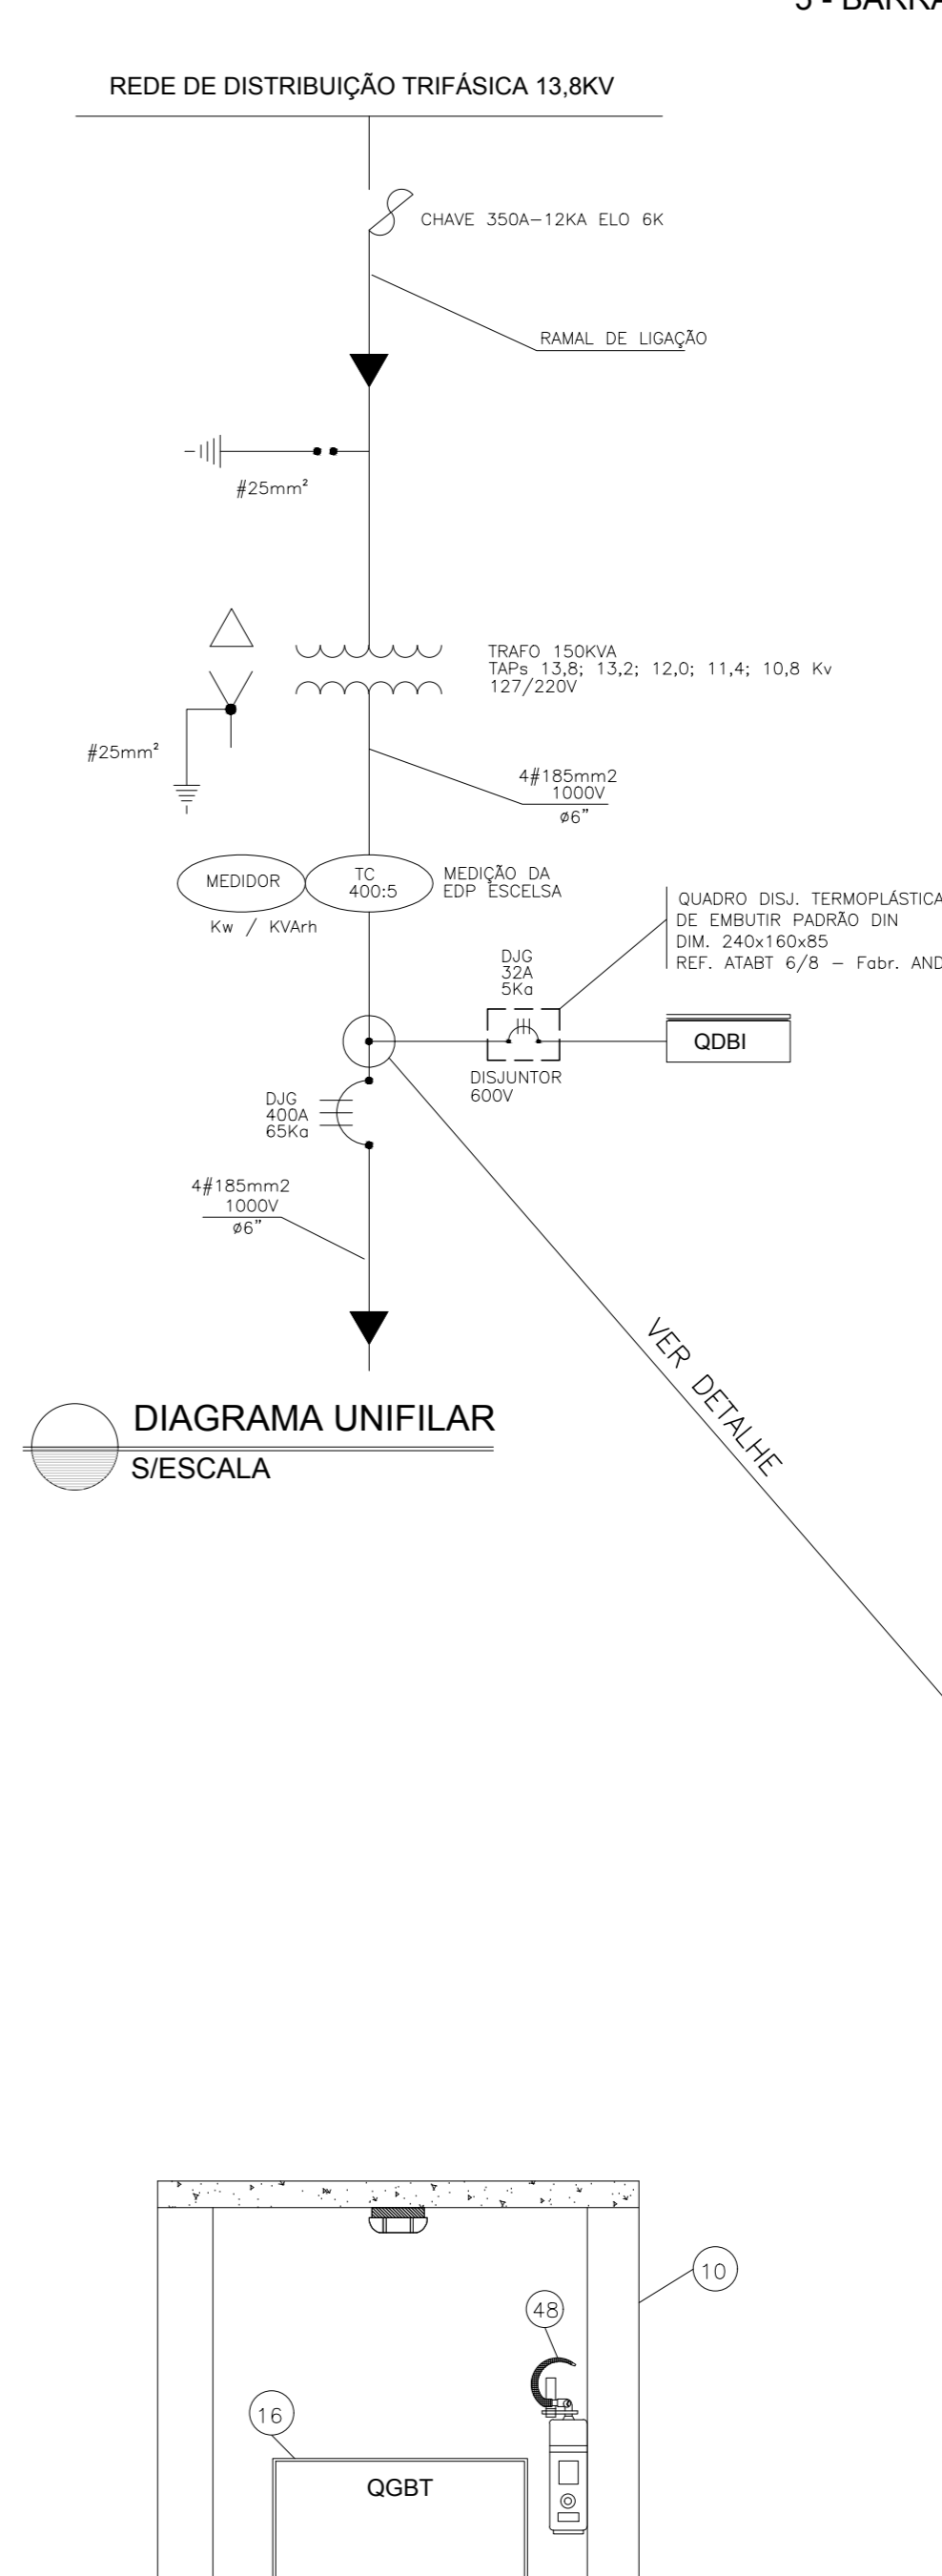 REDE DE DISTRIBUIÇÃO TRIFÁSICA 13,8KV
CHAVE 350A-12KA ELO 6K
RAMAL DE LIGAÇÃO
#25mm²
TRAFO 150KVA
TAPs 13,8; 13,2; 12,0; 11,4; 10,8 Kv
127/220V
#25mm²
4#185mm2
1000V
ø6"
MEDIDOR
TC
400:5
MEDIÇÃO DA
EDP ESCELSA
Kw / KVArh
QUADRO DISJ. TERMOPLÁSTICA
DE EMBUTIR PADRÃO DIN
DIM. 240x160x85
REF. ATABT 6/8 – Fabr.
DJG
32A
5Ka
QDBI
DISJUNTOR
600V
DJG
400A
65Ka
4#185mm2
1000V
ø6"
VER DETALHE
DIAGRAMA UNIFILAR
S/ESCALA
10
48
16
QGBT